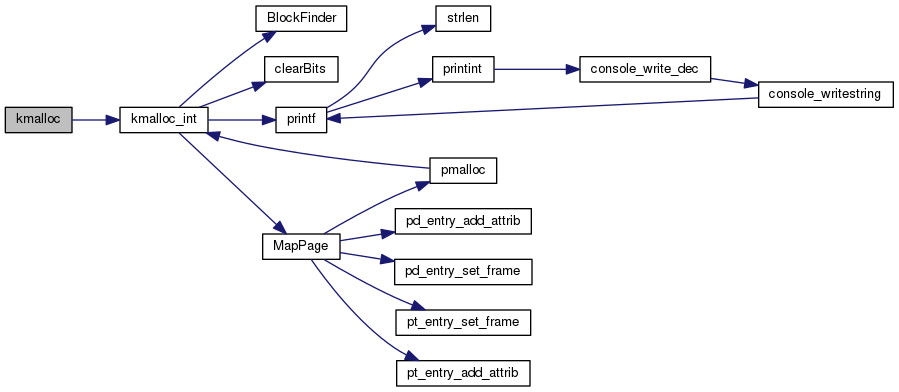 BlockFinder
strlen
clearBits
printint
console_write_dec
console_writestring
kmalloc
kmalloc_int
printf
pmalloc
pd_entry_add_attrib
MapPage
pd_entry_set_frame
pt_entry_set_frame
pt_entry_add_attrib